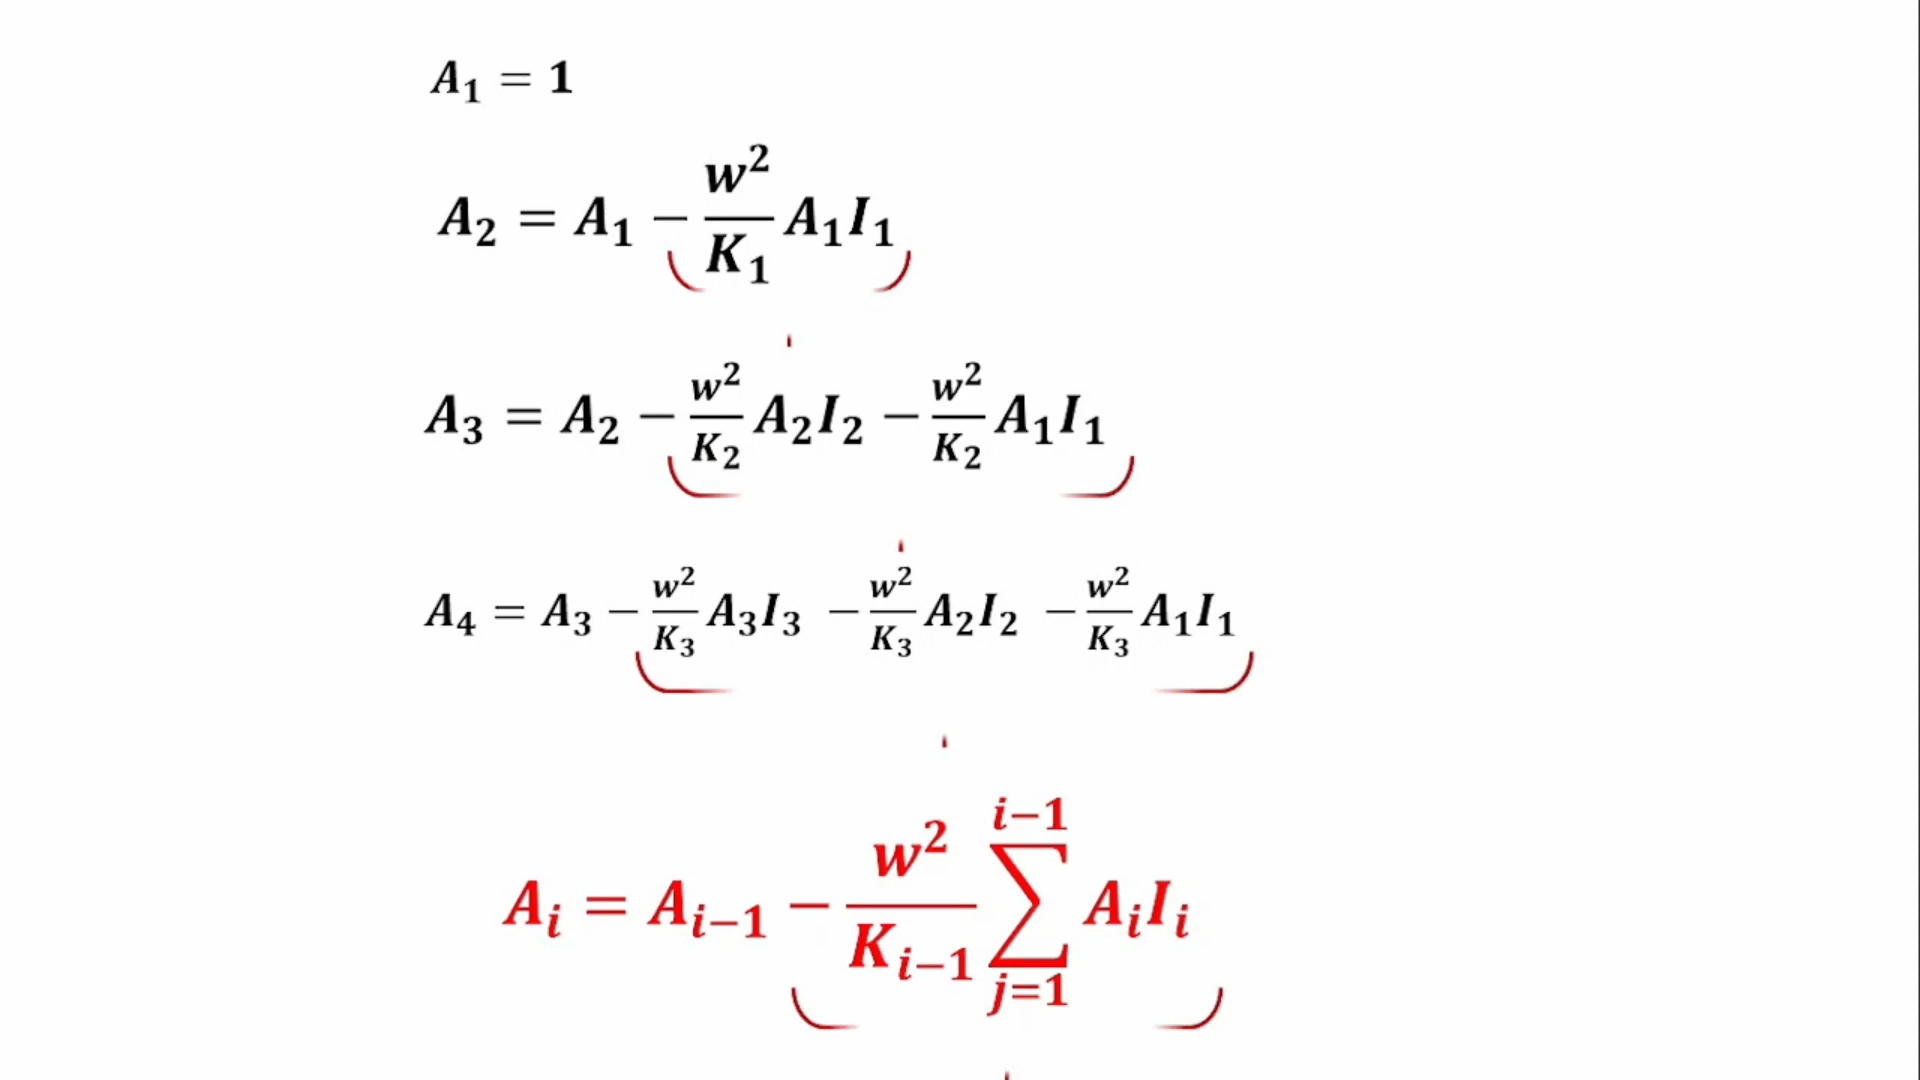 A₁ = 1
A₂ = A₁ − w²/K₁ A₁I₁
A₃ = A₂ − w²/K₂ A₂I₂ − w²/K₂ A₁I₁
A₄ = A₃ − w²/K₃ A₃I₃ − w²/K₃ A₂I₂ − w²/K₃ A₁I₁
Aᵢ = Aᵢ₋₁ − w²/Kᵢ₋₁ ∑_{j=1}^{i−1} AᵢIᵢ